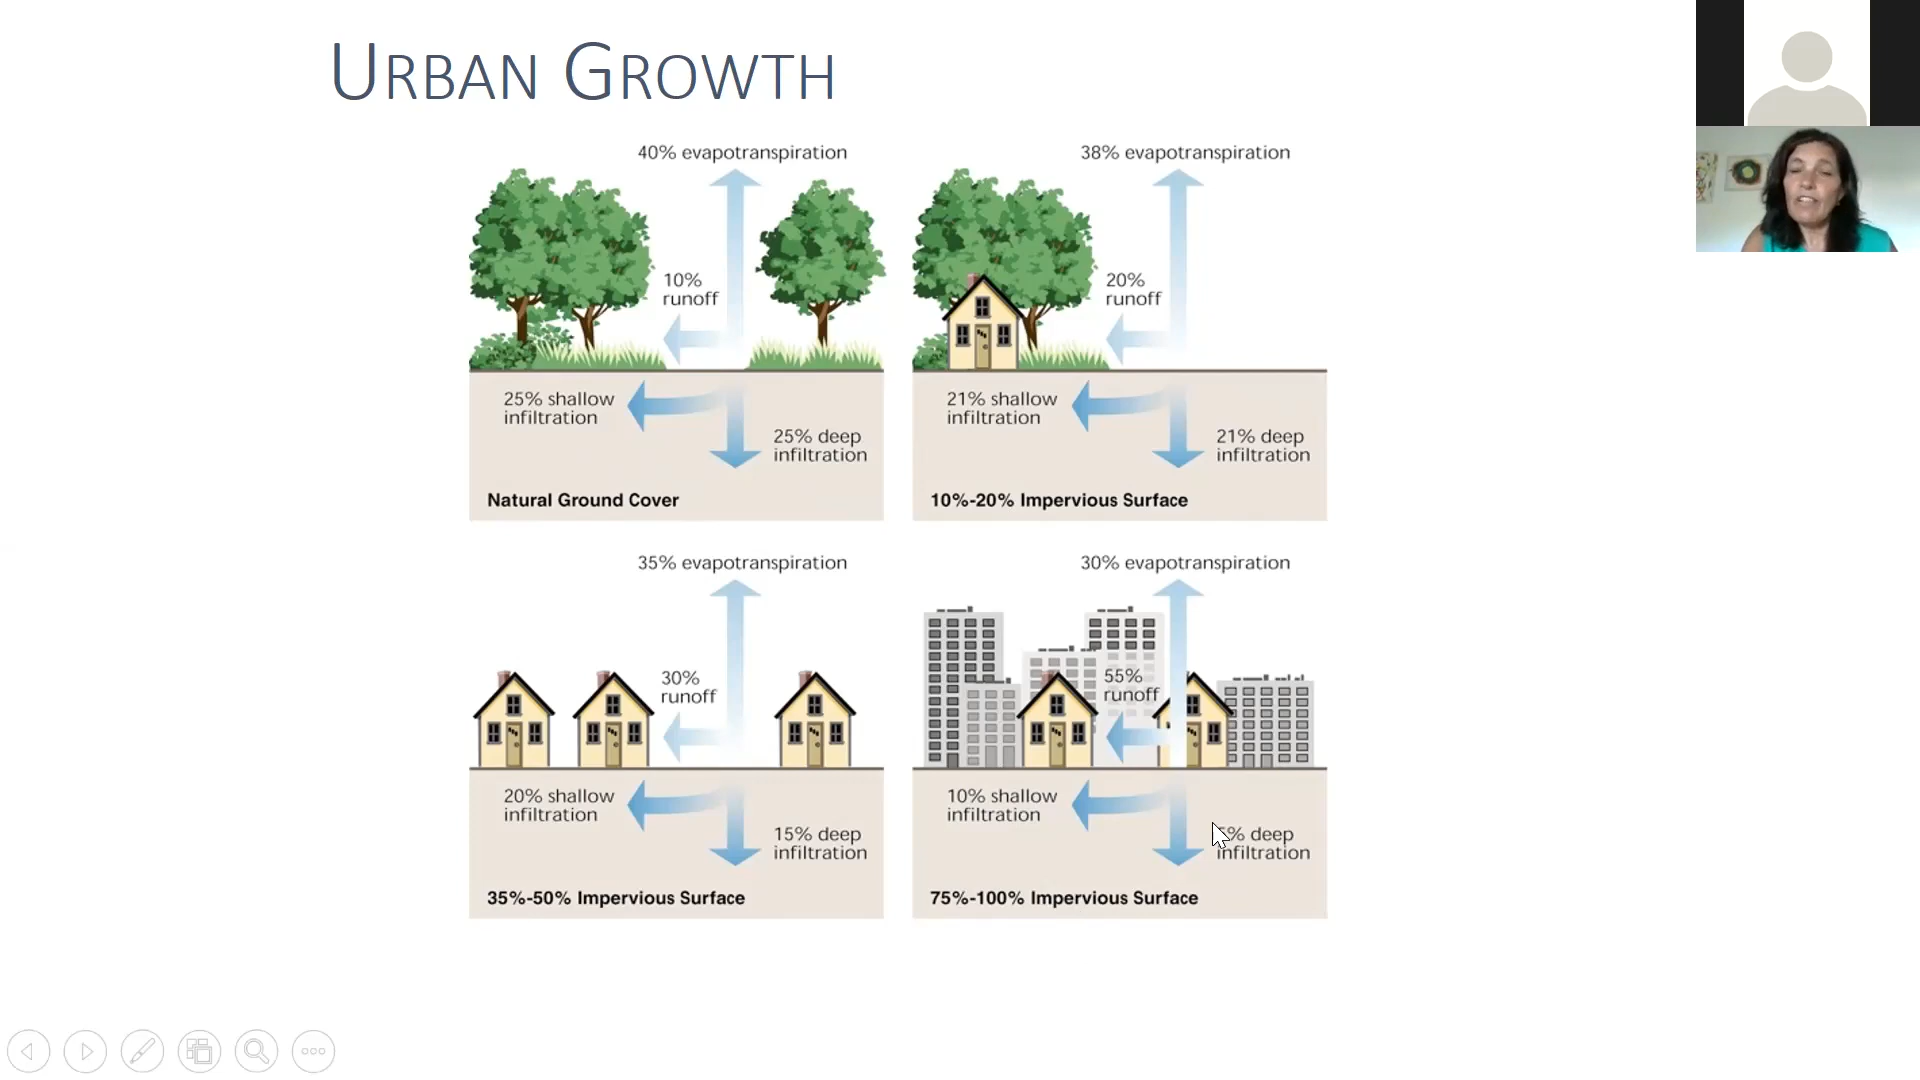 URBAN GROWTH
40% evapotranspiration
10%
runoff
25% shallow
infiltration
25% deep
infiltration
Natural Ground Cover
38% evapotranspiration
20%
runoff
21% shallow
infiltration
21% deep
infiltration
10%-20% Impervious Surface
35% evapotranspiration
30%
runoff
20% shallow
infiltration
15% deep
infiltration
35%-50% Impervious Surface
30% evapotranspiration
55%
runoff
10% shallow
infiltration
deep
infiltration
75%-100% Impervious Surface